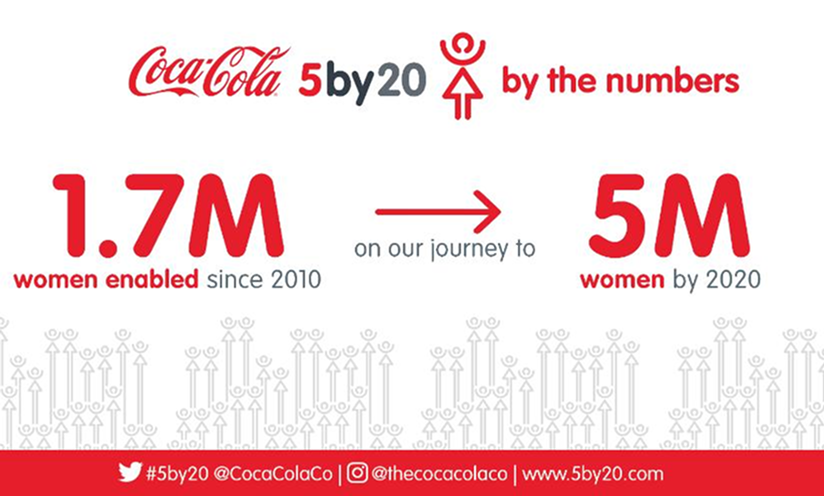 Coca-Cola 5by20 by the numbers
1.7M
women enabled since 2010
on our journey to
5M
women by 2020
#5by20 @CocaColaCo | @thecocacolaco | www.5by20.com